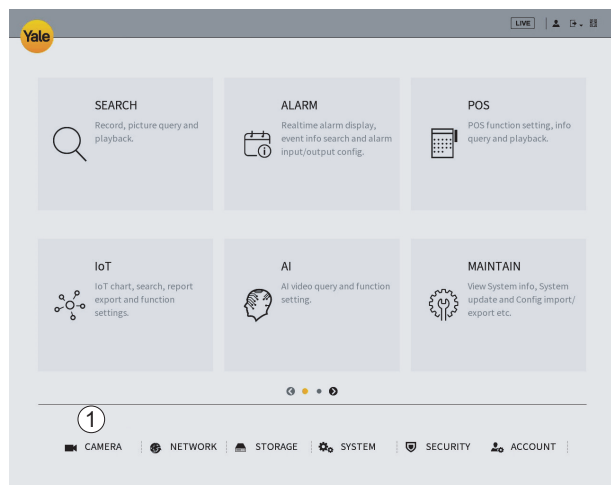 LIVE
Yale
SEARCH
Record, picture query and
playback.
ALARM
Realtime alarm display,
event info search and alarm
input/output config.
POS
POS function setting, info
query and playback.
IoT
IoT chart, search, report
export and function
settings.
AI
AI video query and function
setting.
MAINTAIN
View System info, System
update and Config import/
export etc.
1
CAMERA
NETWORK
STORAGE
SYSTEM
SECURITY
ACCOUNT